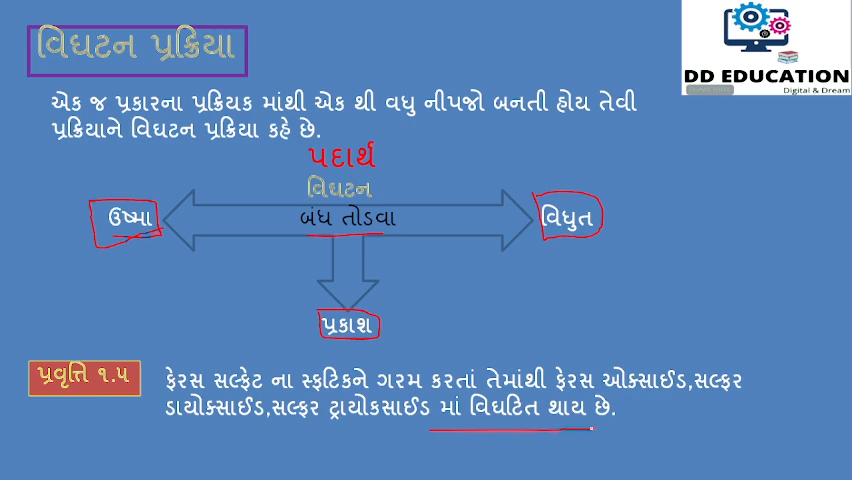 વિઘટન પ્રક્રિયા
DD EDUCATION
Digital & Dream
એક જ પ્રકારના પ્રક્રિયક માંથી એક થી વધુ નીપજો બનતી હોય તેવી
પ્રક્રિયાને વિઘટન પ્રક્રિયા કહે છે.
પદાર્થ
વિઘટન
ઉષ્મા
બંધ તોડવા
વિધુત
પ્રકાશ
પ્રવૃત્તિ ૧.૫
ફેરસ સલ્ફેટ ના સ્ફટિકને ગરમ કરતાં તેમાંથી ફેરસ ઓક્સાઈડ,સલ્ફર
ડાયોક્સાઈડ,સલ્ફર ટ્રાયોકસાઈડ માં વિઘટિત થાય છે.